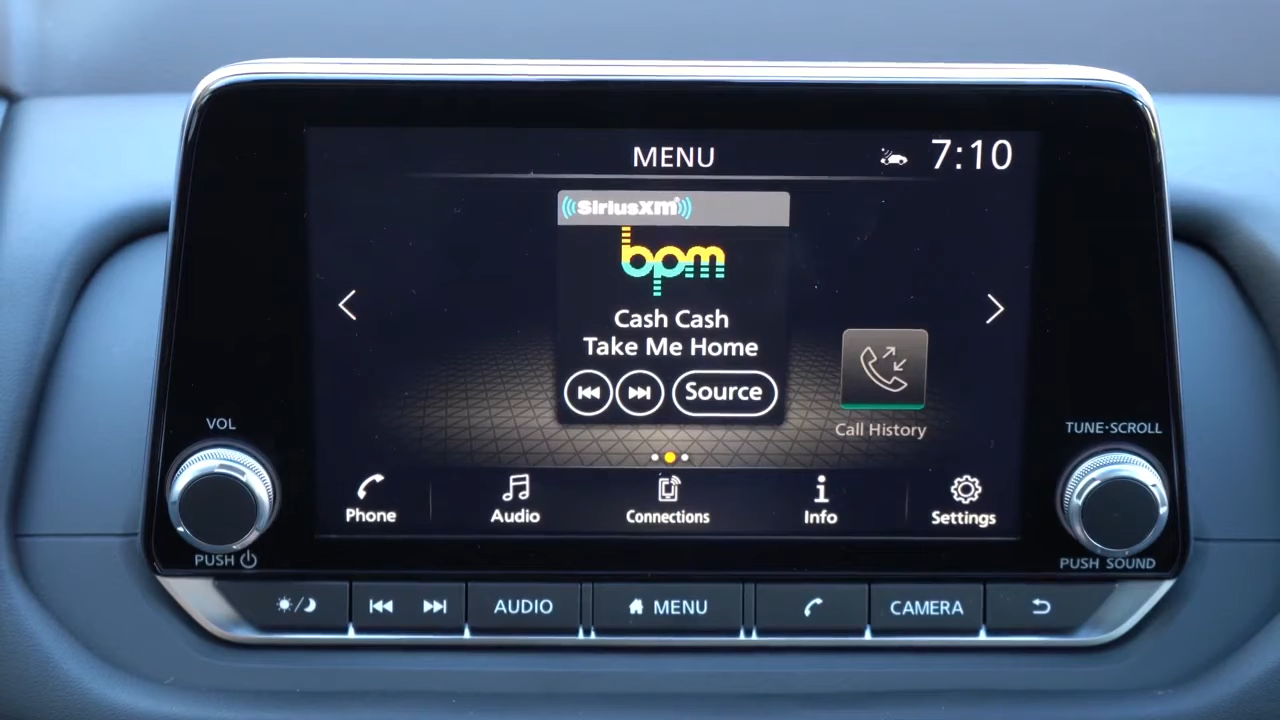 MENU
7:10
SiriusXM
bpm
Cash Cash
Take Me Home
Source
Call History
VOL
TUNE·SCROLL
Phone
Audio
Connections
Info
Settings
PUSH
PUSH SOUND
AUDIO
MENU
CAMERA